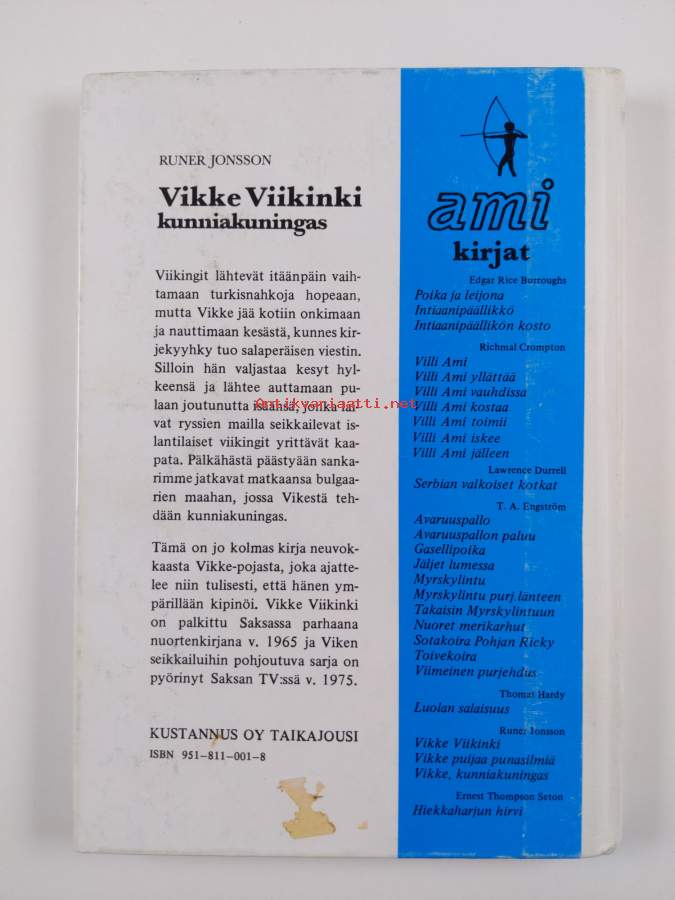 RUNER JONSSON
Vikke Viikinki
kunniakuningas
Viikingit lähtevät itäänpäin vaih-
tamaan turkisnahkoja hopeaan,
mutta Vikke jää kotiin onkimaan
ja nauttimaan kesästä, kunnes kir-
jekyyhky tuo salaperäisen viestin.
Silloin hän valjastaa kesyt hyl-
keensä ja lähtee auttamaan pu-
laan joutunutta isäänsä, jonka lai-
vat ryssien mailla seikkailevat is-
lantilaiset viikingit yrittävät kaa-
pata. Pälkähästä päästyään sanka-
rimme jatkavat matkaansa bulgaa-
rien maahan, jossa Vikestä teh-
dään kunniakuningas.
Tämä on jo kolmas kirja neuvok-
kaasta Vikke-pojasta, joka ajatte-
lee niin tulisesti, että hänen ym-
pärillään kipinöi. Vikke Viikinki
on palkittu Saksassa parhaana
nuortenkirjana v. 1965 ja Viken
seikkailuihin pohjoutuva sarja on
pyörinyt Saksan TV:ssä v. 1975.
KUSTANNUS OY TAIKAJOUSI
ISBN 951-811-001-8
ami
kirjat
Edgar Rice Burroughs
Poika ja leijona
Intiaanipäällikkö
Intiaanipäällikön kosto
Richmal Crompton
Villi Ami
Villi Ami yllättää
Villi Ami vauhdissa
Villi Ami kostaa
Villi Ami toimii
Villi Ami iskee
Villi Ami jälleen
Lawrence Durrell
Serbian valkoiset kotkat
T. A. Engström
Avaruuspallo
Avaruuspallon paluu
Gasellipoika
Jäljet lumessa
Myrskylintu
Myrskylintu purj.länteen
Takaisin Myrskylintuun
Nuoret merikarhut
Sotakoira Pohjan Ricky
Toivekoira
Viimeinen purjehdus
Thomas Hardy
Luolan salaisuus
Runer Jonsson
Vikke Viikinki
Vikke puijaa punasilmiä
Vikke, kunniakuningas
Ernest Thompson Seton
Hiekkaharjun hirvi
Antikvariaatti.net